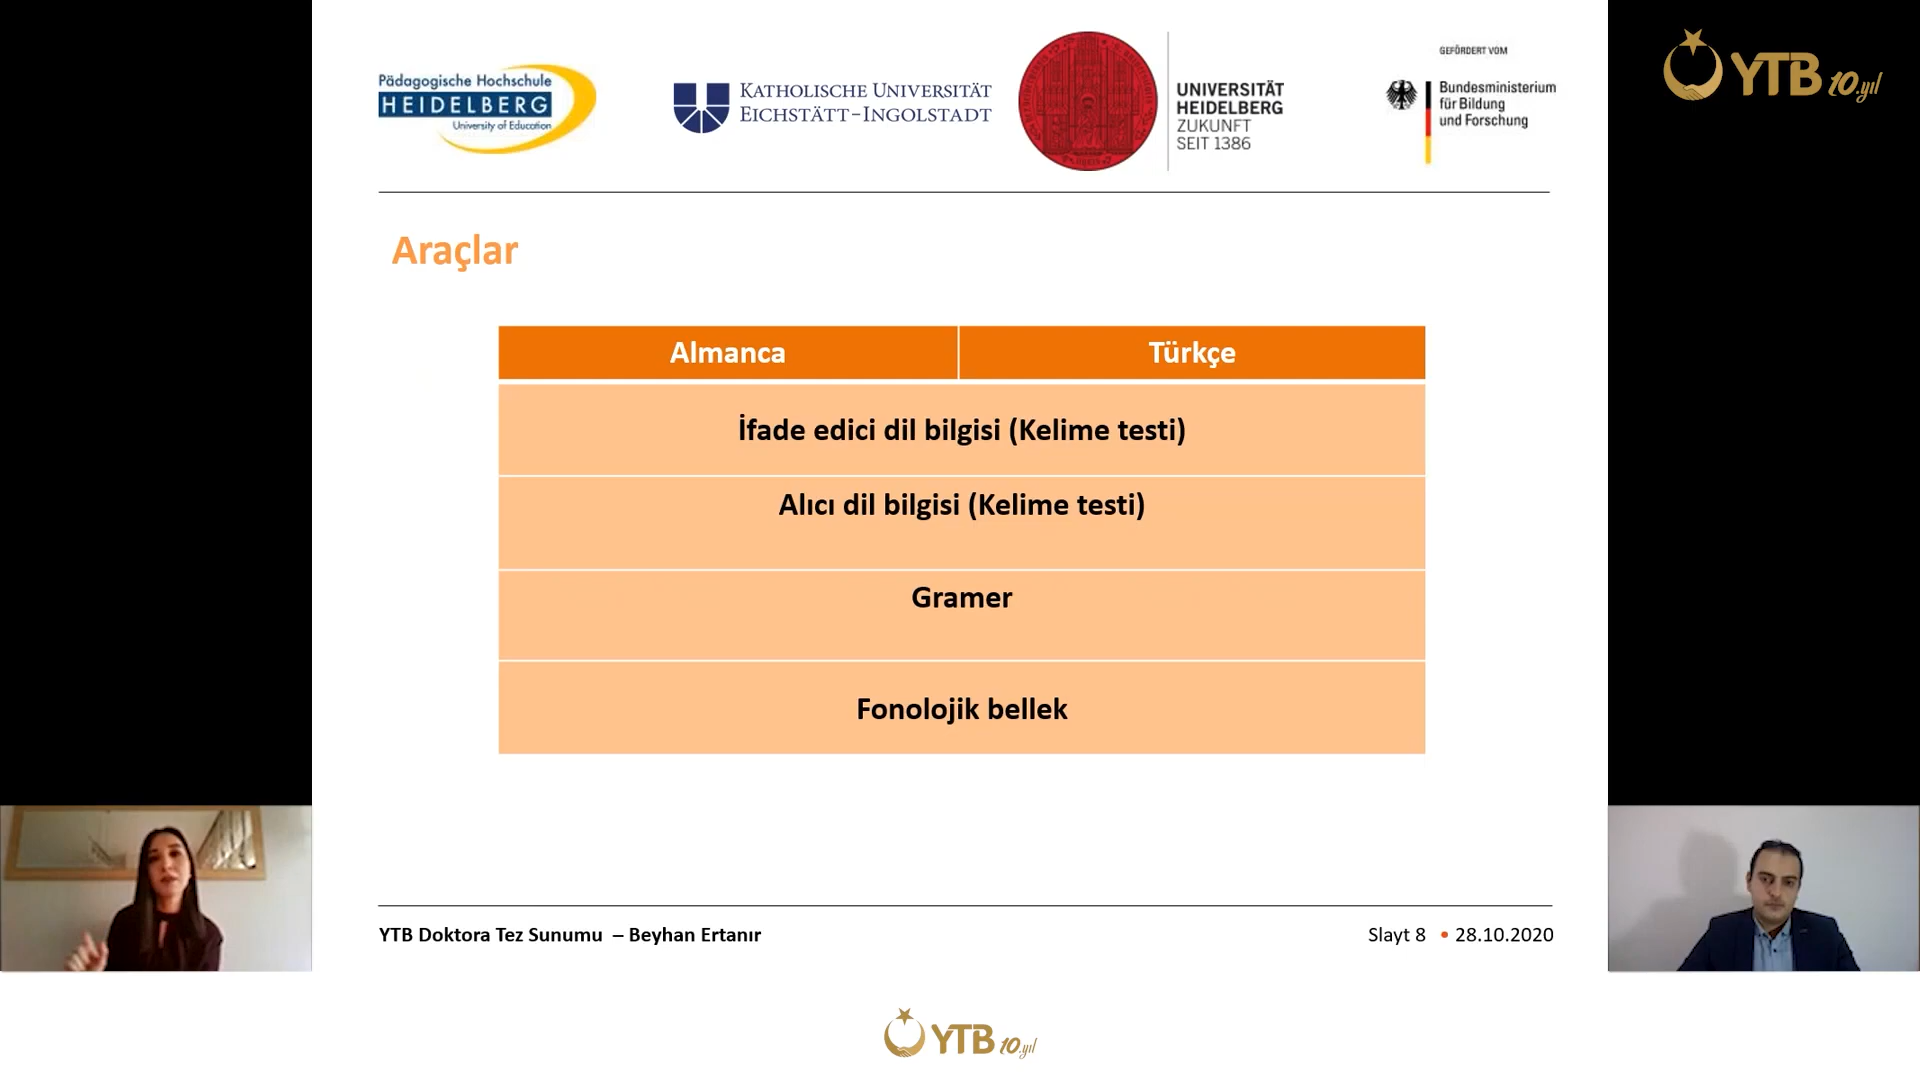 Pädagogische Hochschule
HEIDELBERG
University of Education
KATHOLISCHE UNIVERSITÄT
EICHSTÄTT-INGOLSTADT
UNIVERSITÄT
HEIDELBERG
ZUKUNFT
SEIT 1386
GEFÖRDERT VOM
Bundesministerium
für Bildung
und Forschung
YTB 10.yıl
Araçlar
Almanca Türkçe
İfade edici dil bilgisi (Kelime testi)
Alıcı dil bilgisi (Kelime testi)
Gramer
Fonolojik bellek
YTB Doktora Tez Sunumu – Beyhan Ertanır
Slayt 8 • 28.10.2020
YTB 10.yıl